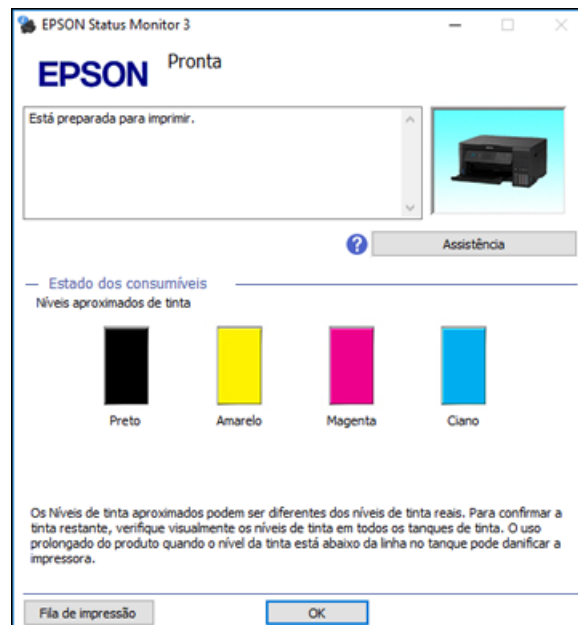 EPSON Status Monitor 3
EPSON
Pronta
Está preparada para imprimir.
Assistência
Estado dos consumíveis
Níveis aproximados de tinta
Preto
Amarelo
Magenta
Ciano
Os Níveis de tinta aproximados podem ser diferentes dos níveis de tinta reais. Para confirmar a
tinta restante, verifique visualmente os níveis de tinta em todos os tanques de tinta. O uso
prolongado do produto quando o nível da tinta está abaixo da linha no tanque pode danificar a
impressora.
Fila de impressão
OK